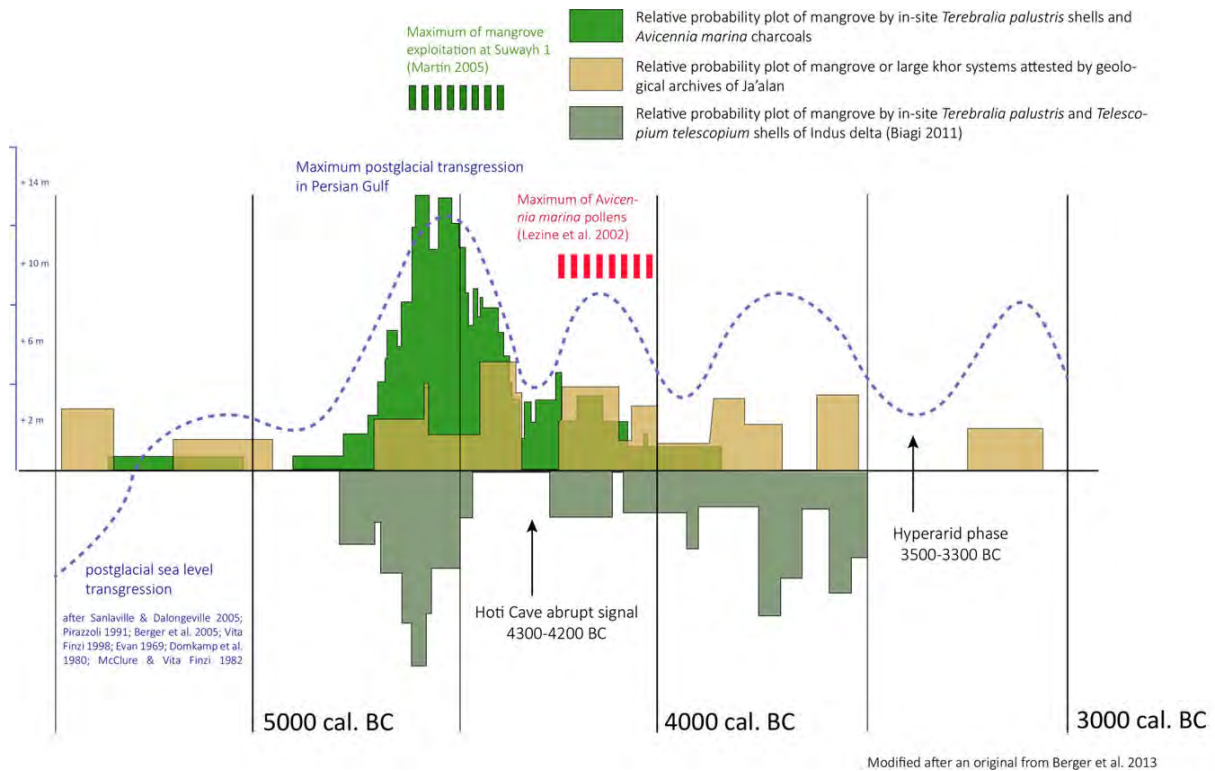 Maximum of mangrove
exploitation at Suwayh 1
(Martin 2005)
Relative probability plot of mangrove by in-site Terebralia palustris shells and
Avicennia marina charcoals
Relative probability plot of mangrove or large khor systems attested by geolo-
gical archives of Ja'alan
Relative probability plot of mangrove by in-site Terebralia palustris and Telesco-
pium telescopium shells of Indus delta (Biagi 2011)
Maximum postglacial transgression
in Persian Gulf
Maximum of Avicen-
nia marina pollens
(Lezine et al. 2002)
+ 14 m
+ 10 m
+ 6 m
+ 2 m
postglacial sea level
transgression
after Sanlaville & Dalongeville 2005;
Pirazzoli 1991; Berger et al. 2005; Vita
Finzi 1998; Evan 1969; Domkamp et al.
1980; McClure & Vita Finzi 1982
Hoti Cave abrupt signal
4300-4200 BC
Hyperarid phase
3500-3300 BC
5000 cal. BC
4000 cal. BC
3000 cal. BC
Modified after an original from Berger et al. 2013